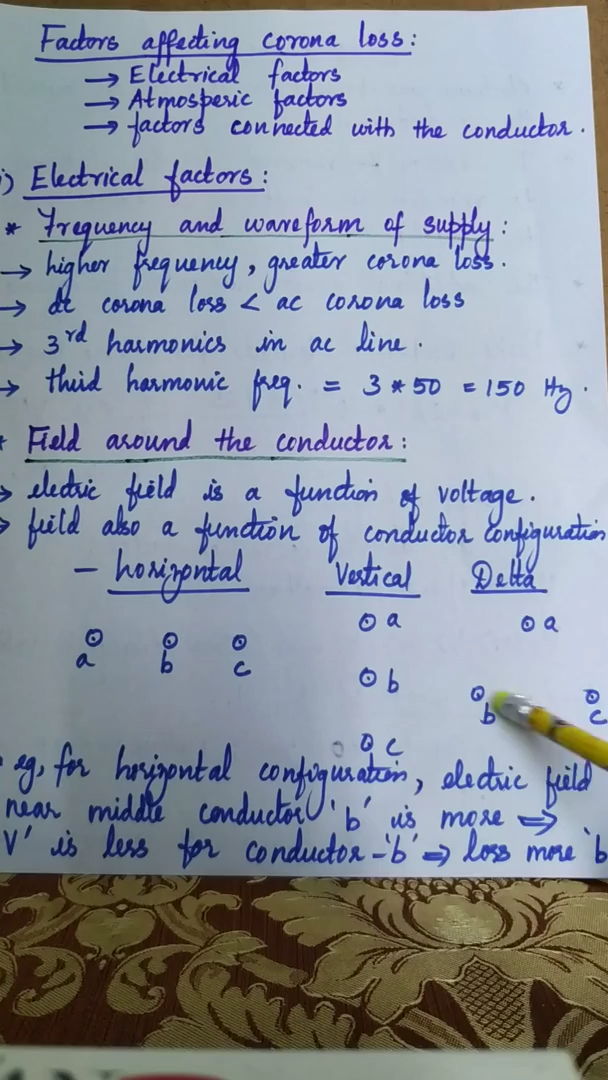 Factors affecting corona loss:
→ Electrical factors
→ Atmosperic factors
→ factors connected with the conductor.
i) Electrical factors:
* Frequency and waveform of supply:
→ higher frequency, greater corona loss.
→ dc corona loss < ac corona loss
→ 3rd harmonics in ac line.
→ third harmonic freq. = 3 * 50 = 150 Hz.
* Field around the conductor:
→ electric field is a function of voltage.
→ field also a function of conductor configuration
- horizontal Vertical Delta
a b c
a
b
c
a
b c
eg, for horizontal configuration, electric field
near middle conductor 'b' is more ⇒
V' is less for conductor-'b' ⇒ loss more 'b